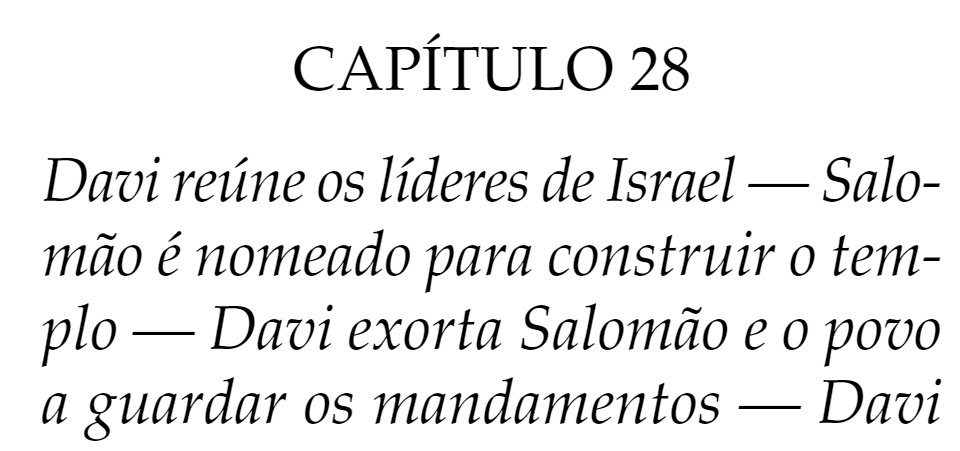 CAPÍTULO 28
Davi reúne os líderes de Israel — Salo-
mão é nomeado para construir o tem-
plo — Davi exorta Salomão e o povo
a guardar os mandamentos — Davi